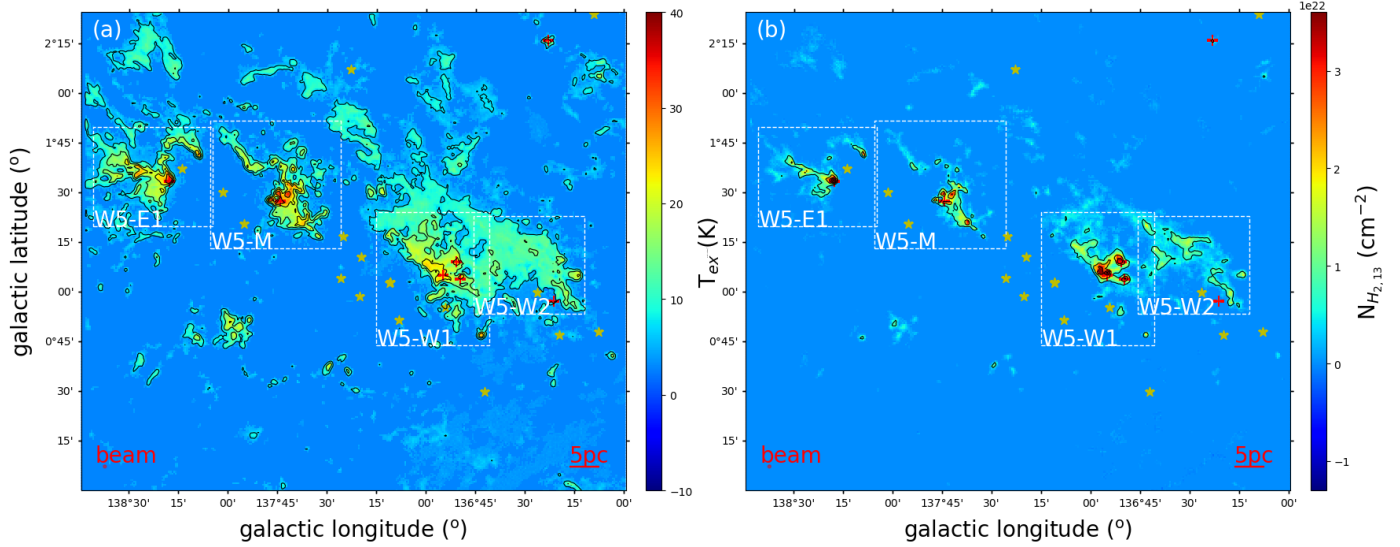 (a)
2°15'
00'
1°45'
30'
15'
00'
0°45'
30'
15'
galactic latitude (º)
W5-E1
W5-M
W5-W1
W5-W2
beam
5pc
138°30'
15'
00'
137°45'
30'
15'
00'
136°45'
30'
15'
00'
galactic longitude (º)
40
30
20
10
0
−10
T_ex (K)
(b)
2°15'
00'
1°45'
30'
15'
00'
0°45'
30'
15'
W5-E1
W5-M
W5-W1
W5-W2
beam
5pc
138°30'
15'
00'
137°45'
30'
15'
00'
136°45'
30'
15'
00'
galactic longitude (º)
1e22
3
2
1
0
−1
N_H2,13 (cm⁻²)